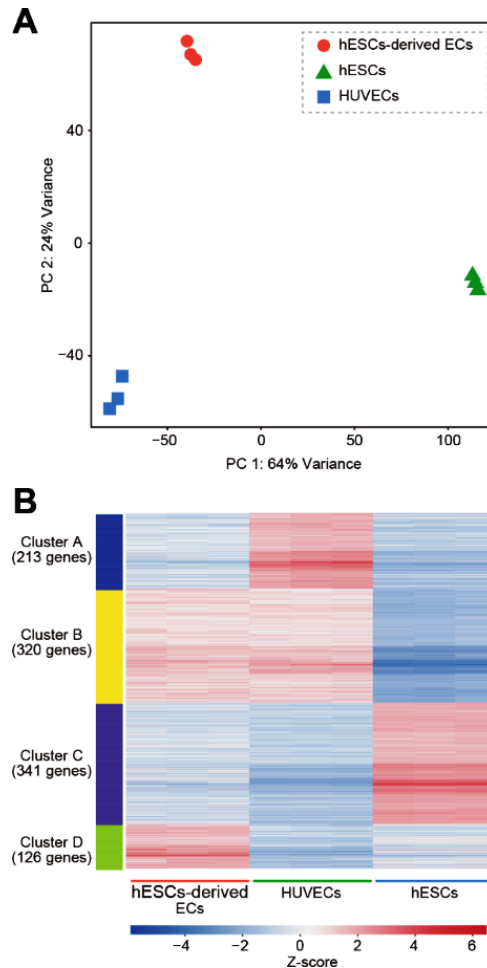 A
hESCs-derived ECs
hESCs
HUVECs
40
0
−40
PC 2: 24% Variance
−50
0
50
100
PC 1: 64% Variance
B
Cluster A
(213 genes)
Cluster B
(320 genes)
Cluster C
(341 genes)
Cluster D
(126 genes)
hESCs-derived
ECs
HUVECs
hESCs
−4
−2
0
2
4
6
Z-score